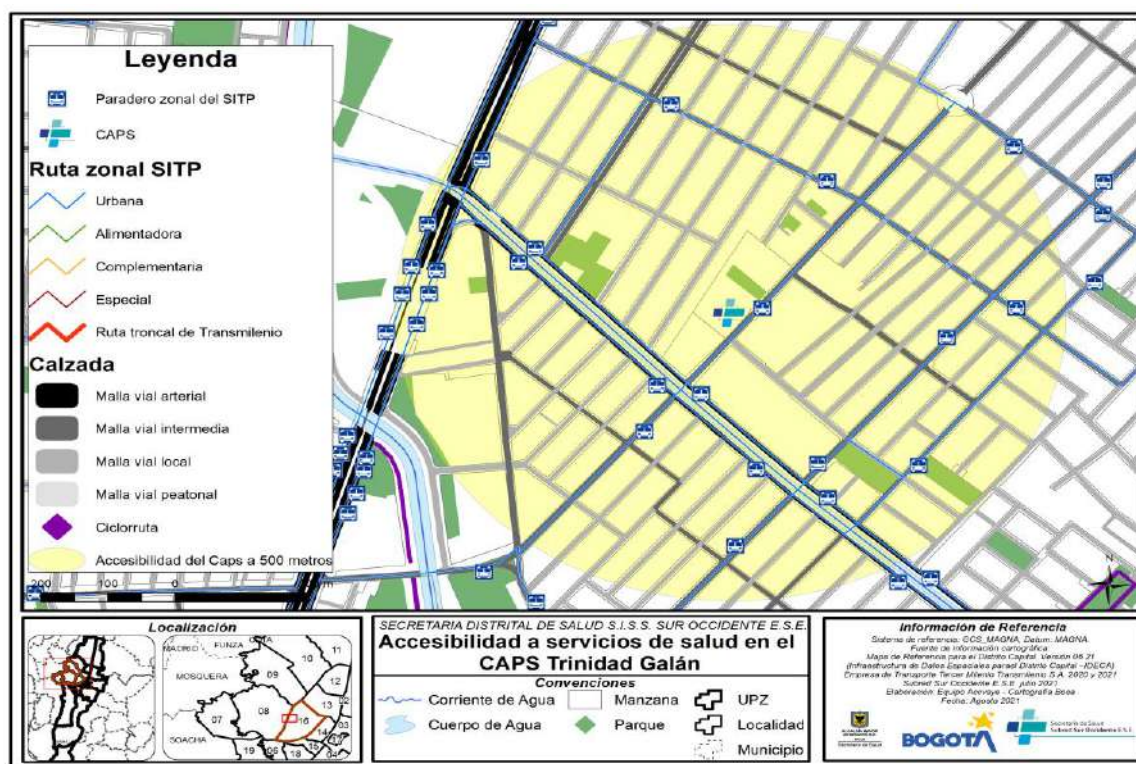 Leyenda
Paradero zonal del SITP
CAPS
Ruta zonal SITP
Urbana
Alimentadora
Complementaria
Especial
Ruta troncal de Transmilenio
Calzada
Malla vial arterial
Malla vial intermedia
Malla vial local
Malla vial peatonal
Ciclorruta
Accesibilidad del Caps a 500 metros
200 100 0 m
N
Localización
MADRID
FUNZA
MOSQUERA
SOACHA
10
11
09
12
13
02
08
16
07
14
03
15
19
06
18
04
SECRETARIA DISTRITAL DE SALUD S.I.S.S. SUR OCCIDENTE E.S.E.
Accesibilidad a servicios de salud en el
CAPS Trinidad Galán
Convenciones
Corriente de Agua
Manzana
UPZ
Cuerpo de Agua
Parque
Localidad
Municipio
Información de Referencia
Sistema de referencia: GCS_MAGNA, Datum: MAGNA
Fuente de información cartográfica
Mapa de Referencia para el Distrito Capital. Versión 06.21
(Infraestructura de Datos Espaciales para el Distrito Capital -IDECA)
Empresa de Transporte Tercer Milenio Transmilenio S.A. 2020 y 2021
Subred Sur Occidente E.S.E. julio 2021
Fecha: Agosto 2021
BOGOTÁ
Secretaría de Salud
Subred Sur Occidente E.S.E.